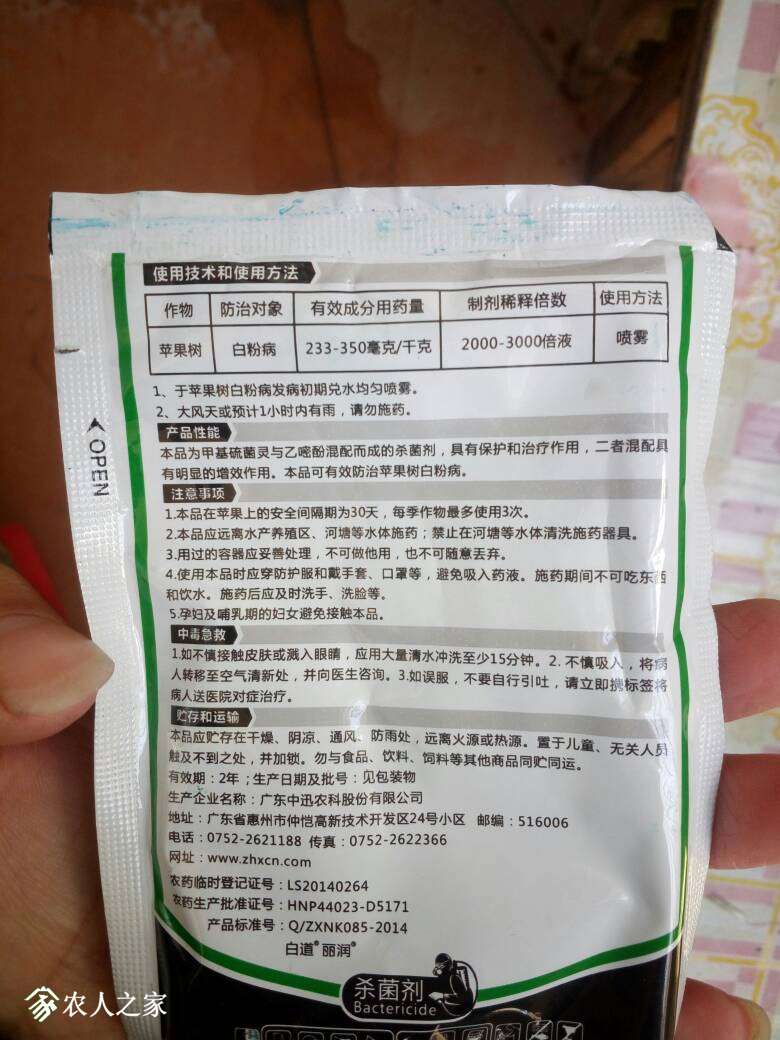 使用技术和使用方法
作物 防治对象 有效成分用药量 制剂稀释倍数 使用方法
苹果树 白粉病 233-350毫克/千克 2000-3000倍液 喷雾
1、于苹果树白粉病发病初期兑水均匀喷雾。
2、大风天或预计1小时内有雨，请勿施药。
OPEN
产品性能
本品为甲基硫菌灵与乙嘧酚混配而成的杀菌剂，具有保护和治疗作用，二者混配具
有明显的增效作用。本品可有效防治苹果树白粉病。
注意事项
1.本品在苹果上的安全间隔期为30天，每季作物最多使用3次。
2.本品应远离水产养殖区、河塘等水体施药；禁止在河塘等水体清洗施药器具。
3.用过的容器应妥善处理，不可做他用，也不可随意丢弃。
4.使用本品时应穿防护服和戴手套、口罩等，避免吸入药液。施药期间不可吃东西
和饮水。施药后应及时洗手、洗脸等。
5.孕妇及哺乳期的妇女避免接触本品。
中毒急救
1.如不慎接触皮肤或溅入眼睛，应用大量清水冲洗至少15分钟。2.不慎吸入，将病
人转移至空气清新处，并向医生咨询。3.如误服，不要自行引吐，请立即携标签将
病人送医院对症治疗。
贮存和运输
本品应贮存在干燥、阴凉、通风、防雨处，远离火源或热源。置于儿童、无关人员
触及不到之处，并加锁。勿与食品、饮料、饲料等其他商品同贮同运。
有效期：2年；生产日期及批号：见包装物
生产企业名称：广东中迅农科股份有限公司
地址：广东省惠州市仲恺高新技术开发区24号小区 邮编：516006
电话：0752-2621188 传真：0752-2622366
网址：www.zhxcn.com
农药临时登记证号：LS20140264
农药生产批准证号：HNP44023-D5171
产品标准号：Q/ZXNK085-2014
白道® 丽润®
杀菌剂
Bactericide
农人之家